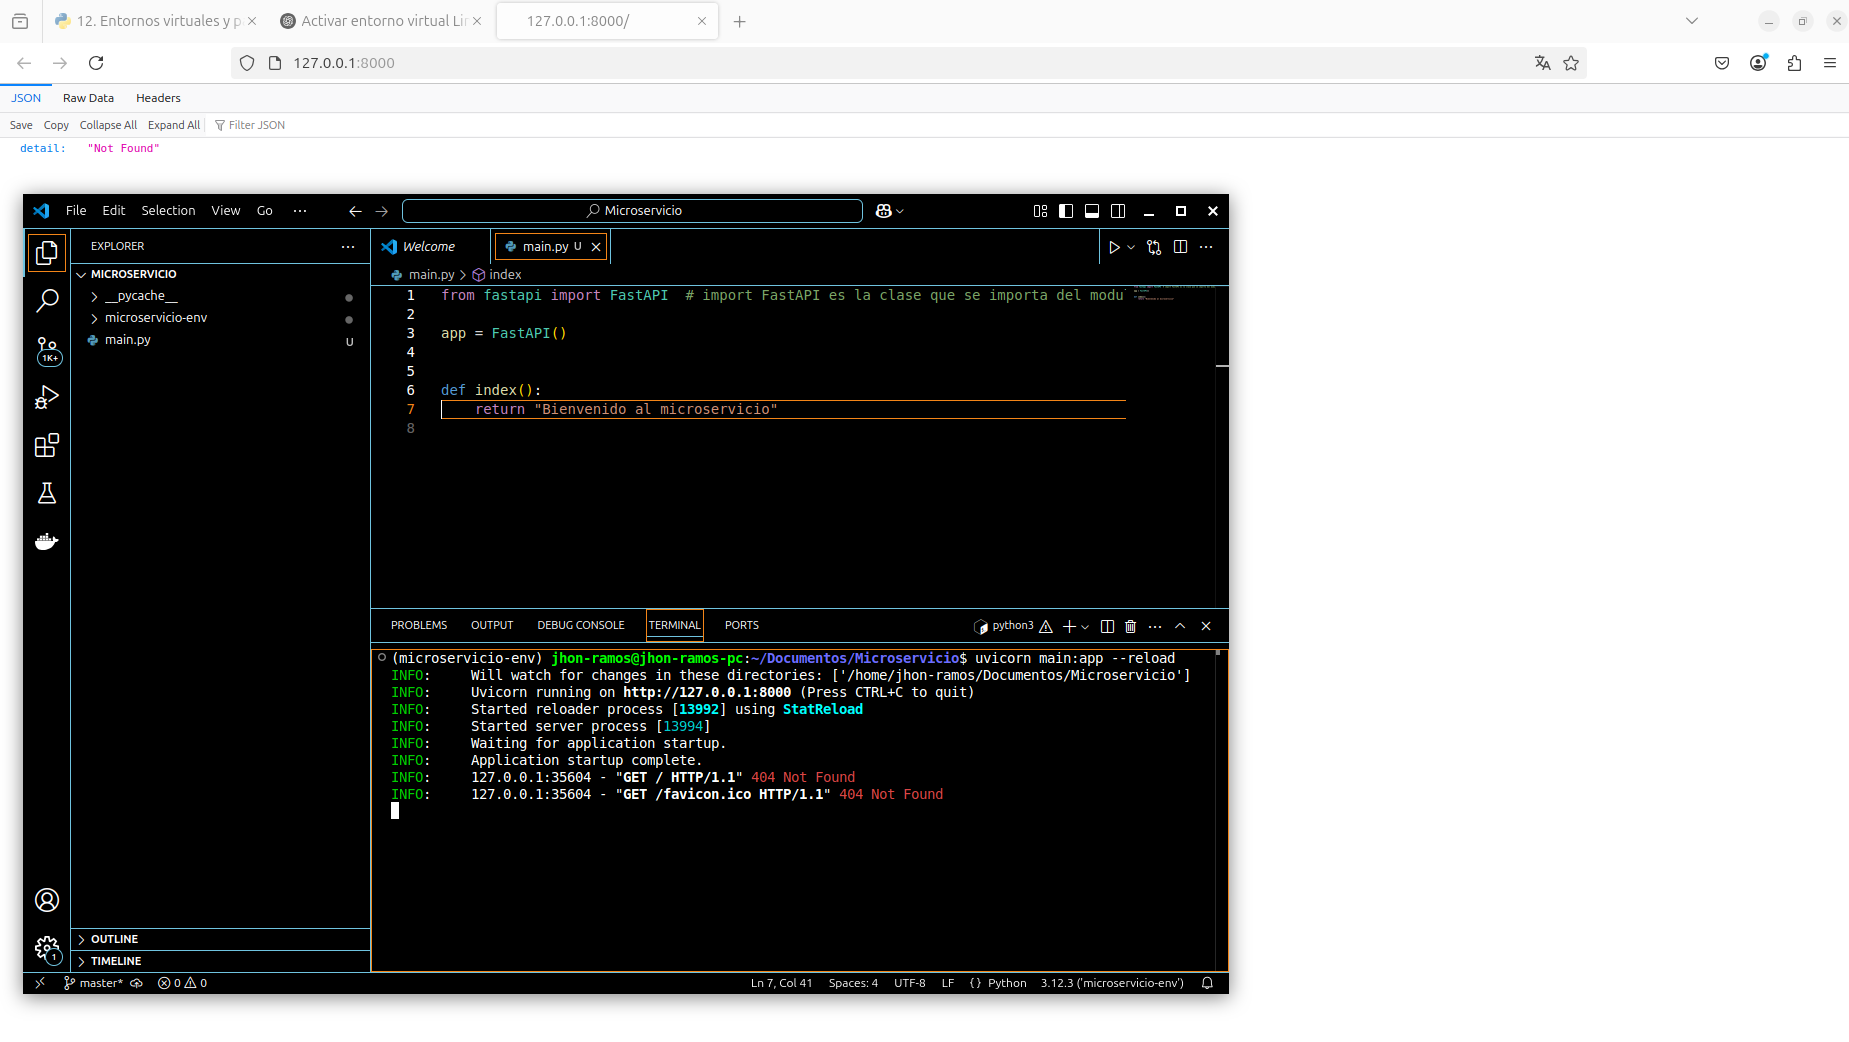 12. Entornos virtuales y p
Activar entorno virtual Lin
127.0.0.1:8000/
127.0.0.1:8000
JSON Raw Data Headers
Save Copy Collapse All Expand All Filter JSON
detail: "Not Found"
File Edit Selection View Go ··· Microservicio
EXPLORER
Welcome main.py U
MICROSERVICIO
main.py > index
__pycache__
microservicio-env
main.py U
1K+
1 from fastapi import FastAPI # import FastAPI es la clase que se importa del modu
2
3 app = FastAPI()
4
5
6 def index():
7 return "Bienvenido al microservicio"
8
PROBLEMS OUTPUT DEBUG CONSOLE TERMINAL PORTS python3
(microservicio-env) jhon-ramos@jhon-ramos-pc:~/Documentos/Microservicio$ uvicorn main:app --reload
INFO: Will watch for changes in these directories: ['/home/jhon-ramos/Documentos/Microservicio']
INFO: Uvicorn running on http://127.0.0.1:8000 (Press CTRL+C to quit)
INFO: Started reloader process [13992] using StatReload
INFO: Started server process [13994]
INFO: Waiting for application startup.
INFO: Application startup complete.
INFO: 127.0.0.1:35604 - "GET / HTTP/1.1" 404 Not Found
INFO: 127.0.0.1:35604 - "GET /favicon.ico HTTP/1.1" 404 Not Found
OUTLINE
1
TIMELINE
master* 0 0 Ln 7, Col 41 Spaces: 4 UTF-8 LF {} Python 3.12.3 ('microservicio-env')